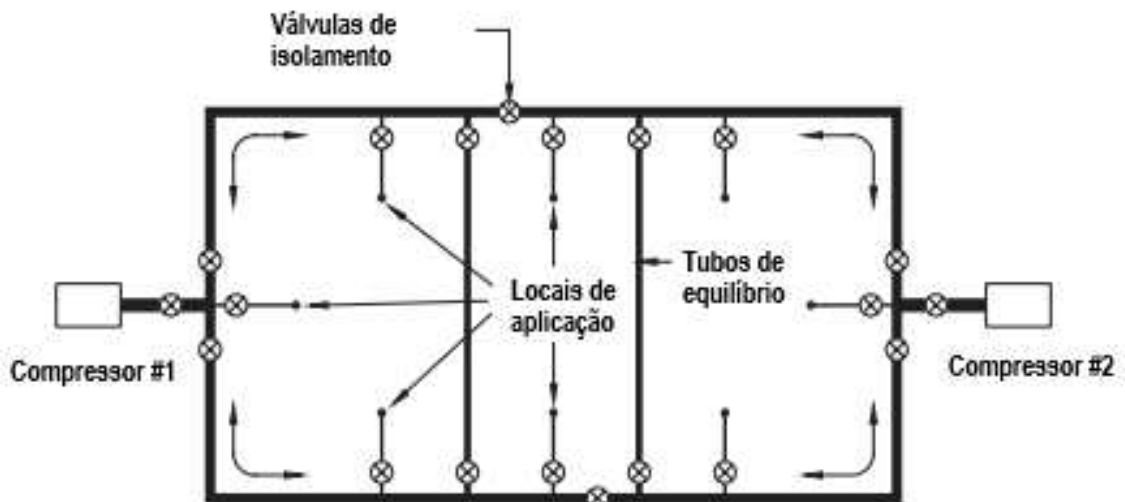 Válvulas de
isolamento
Tubos de
equilíbrio
Locais de
aplicação
Compressor #1
Compressor #2